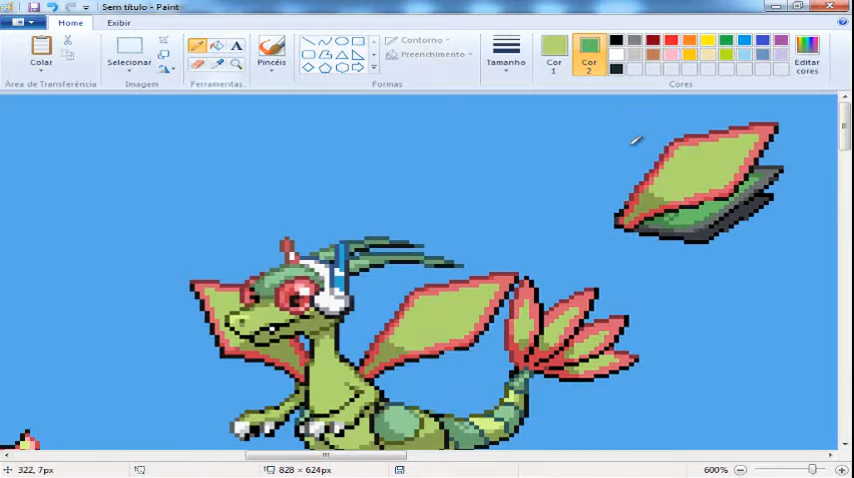 Sem título - Paint
Home Exibir
Colar
Selecionar
Pincéis
Contorno
Preenchimento
Tamanho
Cor 1
Cor 2
Editar cores
Área de Transferência Imagem Ferramentas Formas Cores
322, 7px 828 × 624px 600%